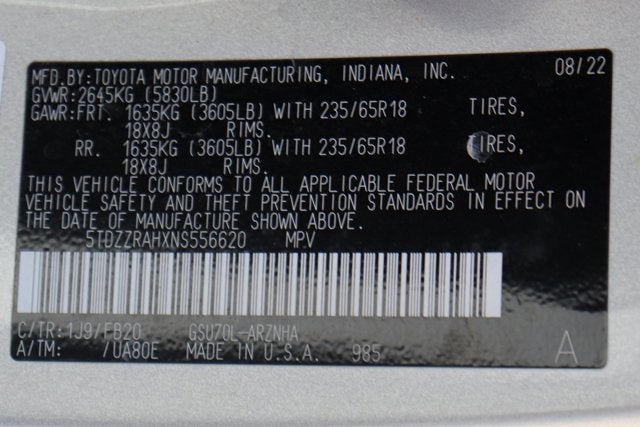 MFD.BY:TOYOTA MOTOR MANUFACTURING, INDIANA, INC. 08/22
GVWR:2645KG (5830LB)
GAWR:FRT. 1635KG (3605LB) WITH 235/65R18 TIRES,
18X8J RIMS.
RR. 1635KG (3605LB) WITH 235/65R18 TIRES,
18X8J RIMS.
THIS VEHICLE CONFORMS TO ALL APPLICABLE FEDERAL MOTOR
VEHICLE SAFETY AND THEFT PREVENTION STANDARDS IN EFFECT ON
THE DATE OF MANUFACTURE SHOWN ABOVE.
5TDZZRAHXNS556620 MPV
C/TR:1J9/FB20 GSU70L-ARZNHA
A/TM: /UA80E MADE IN U.S.A. 985 A